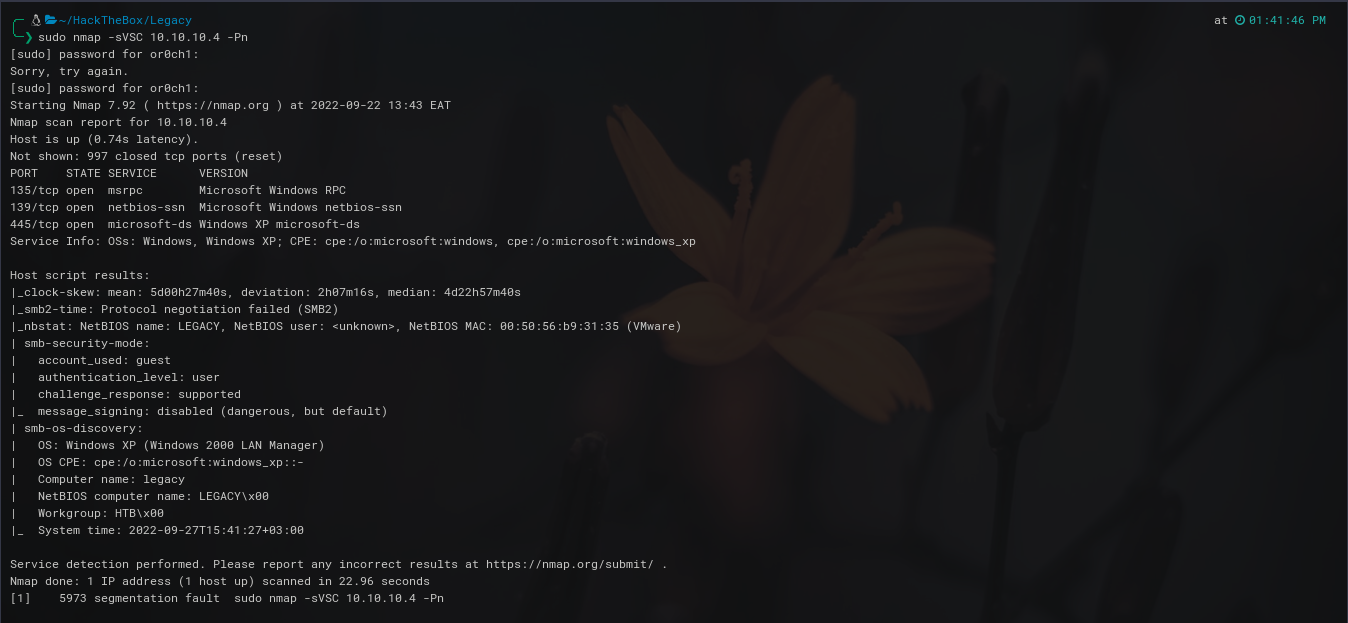 ~/HackTheBox/Legacy at 01:41:46 PM
❯ sudo nmap -sVSC 10.10.10.4 -Pn
[sudo] password for or0ch1:
Sorry, try again.
[sudo] password for or0ch1:
Starting Nmap 7.92 ( https://nmap.org ) at 2022-09-22 13:43 EAT
Nmap scan report for 10.10.10.4
Host is up (0.74s latency).
Not shown: 997 closed tcp ports (reset)
PORT    STATE SERVICE      VERSION
135/tcp open  msrpc        Microsoft Windows RPC
139/tcp open  netbios-ssn  Microsoft Windows netbios-ssn
445/tcp open  microsoft-ds Windows XP microsoft-ds
Service Info: OSs: Windows, Windows XP; CPE: cpe:/o:microsoft:windows, cpe:/o:microsoft:windows_xp
Host script results:
|_clock-skew: mean: 5d00h27m40s, deviation: 2h07m16s, median: 4d22h57m40s
|_smb2-time: Protocol negotiation failed (SMB2)
|_nbstat: NetBIOS name: LEGACY, NetBIOS user: <unknown>, NetBIOS MAC: 00:50:56:b9:31:35 (VMware)
| smb-security-mode:
|   account_used: guest
|   authentication_level: user
|   challenge_response: supported
|_  message_signing: disabled (dangerous, but default)
| smb-os-discovery:
|   OS: Windows XP (Windows 2000 LAN Manager)
|   OS CPE: cpe:/o:microsoft:windows_xp::-
|   Computer name: legacy
|   NetBIOS computer name: LEGACY\x00
|   Workgroup: HTB\x00
|_  System time: 2022-09-27T15:41:27+03:00
Service detection performed. Please report any incorrect results at https://nmap.org/submit/ .
Nmap done: 1 IP address (1 host up) scanned in 22.96 seconds
[1]    5973 segmentation fault  sudo nmap -sVSC 10.10.10.4 -Pn